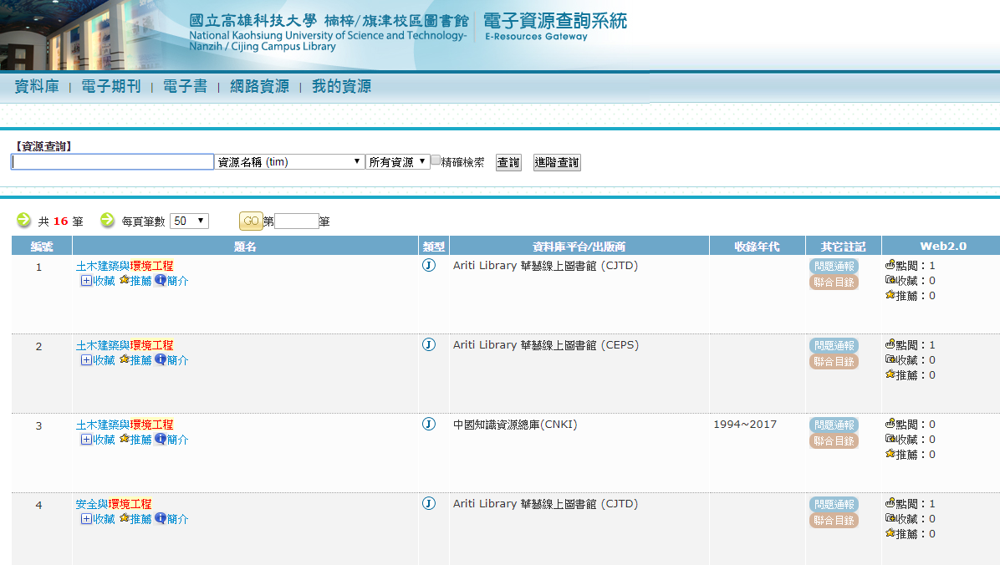 國立高雄科技大學 楠梓/旗津校區圖書館 電子資源查詢系統
National Kaohsiung University of Science and Technology- E-Resources Gateway
Nanzih / Cijing Campus Library
資料庫 | 電子期刊 | 電子書 | 網路資源 | 我的資源
【資源查詢】
資源名稱 (tim) 所有資源 精確檢索 查詢 進階查詢
共 16 筆 每頁筆數 50 GO 第 筆
編號 題名 類型 資料庫平台/出版商 收錄年代 其它註記 Web2.0
1 土木建築與環境工程 J Ariti Library 華藝線上圖書館 (CJTD) 問題通報 點閱：1
收藏 推薦 簡介 聯合目錄 收藏：0
推薦：0
2 土木建築與環境工程 J Ariti Library 華藝線上圖書館 (CEPS) 問題通報 點閱：1
收藏 推薦 簡介 聯合目錄 收藏：0
推薦：0
3 土木建築與環境工程 J 中國知識資源總庫(CNKI) 1994~2017 問題通報 點閱：0
收藏 推薦 簡介 聯合目錄 收藏：0
推薦：0
4 安全與環境工程 J Ariti Library 華藝線上圖書館 (CJTD) 問題通報 點閱：1
收藏 推薦 簡介 聯合目錄 收藏：0
推薦：0